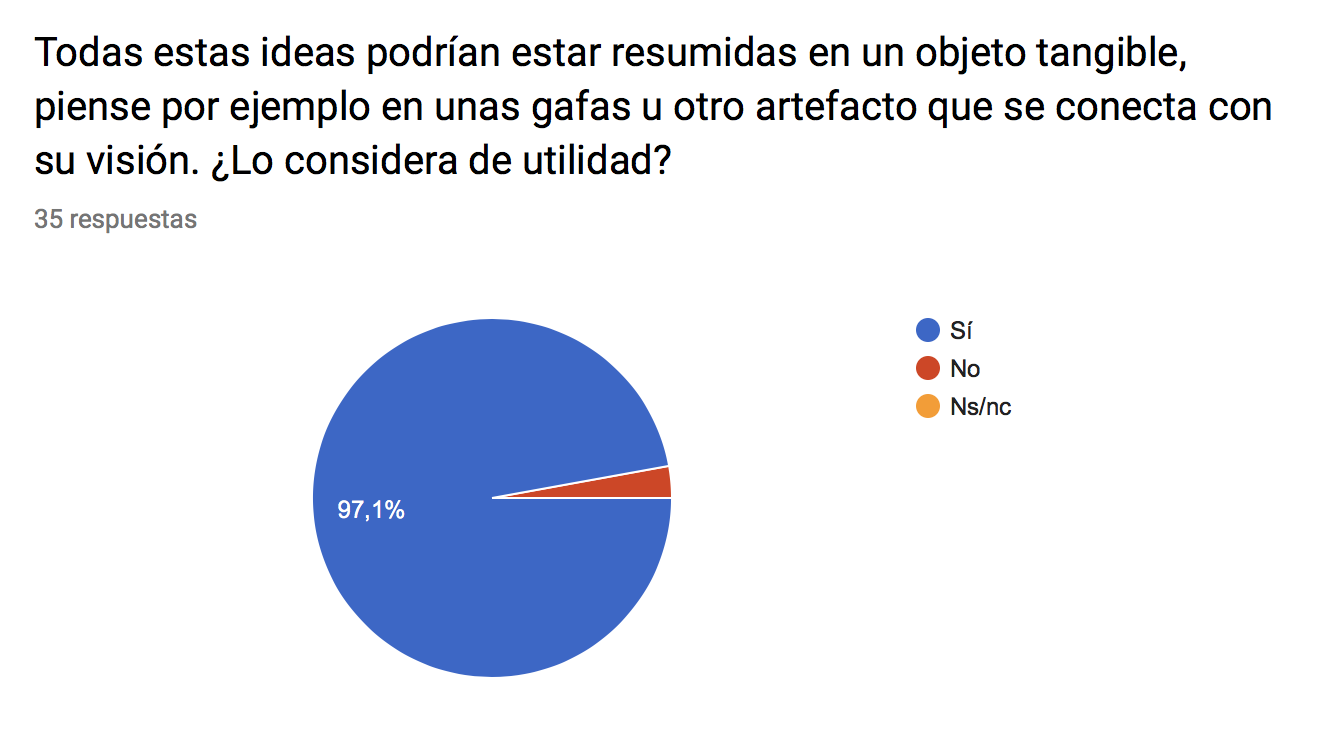 Todas estas ideas podrían estar resumidas en un objeto tangible,
piense por ejemplo en unas gafas u otro artefacto que se conecta con
su visión. ¿Lo considera de utilidad?
35 respuestas
97,1%
Sí
No
Ns/nc